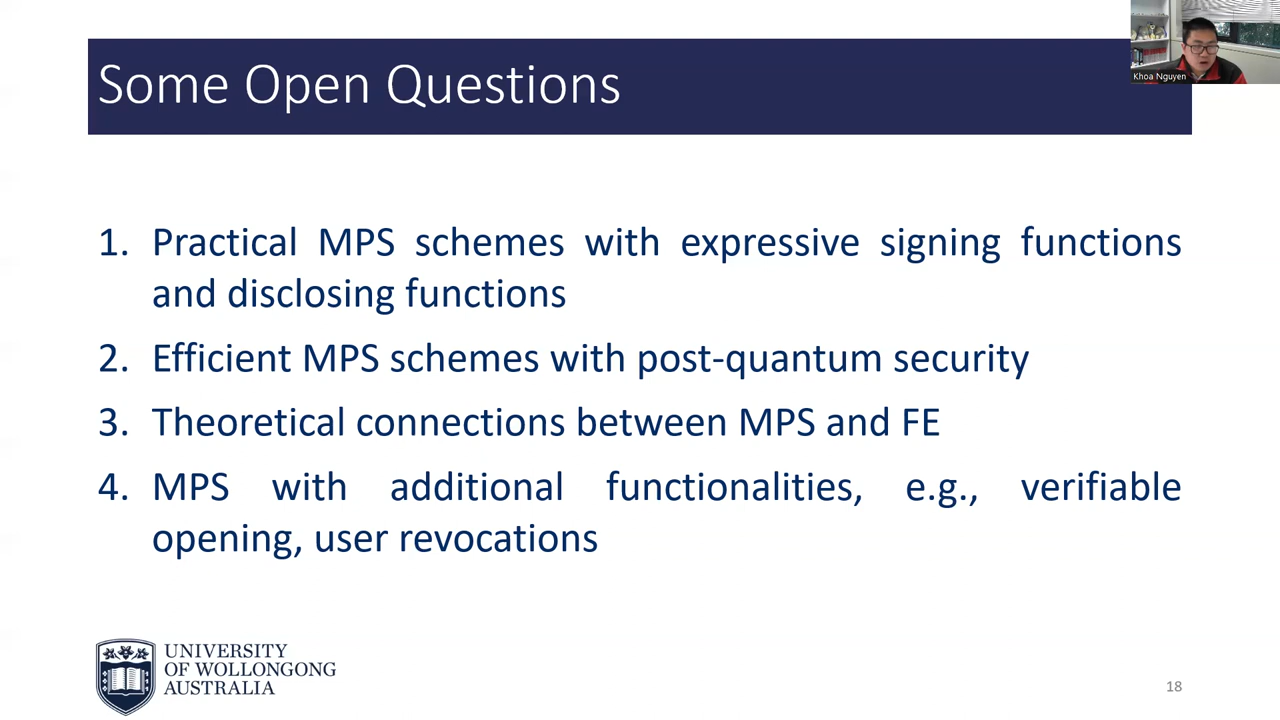 Some Open Questions
Khoa Nguyen
1. Practical MPS schemes with expressive signing functions
and disclosing functions
2. Efficient MPS schemes with post-quantum security
3. Theoretical connections between MPS and FE
4. MPS with additional functionalities, e.g., verifiable
opening, user revocations
UNIVERSITY
OF WOLLONGONG
AUSTRALIA
18